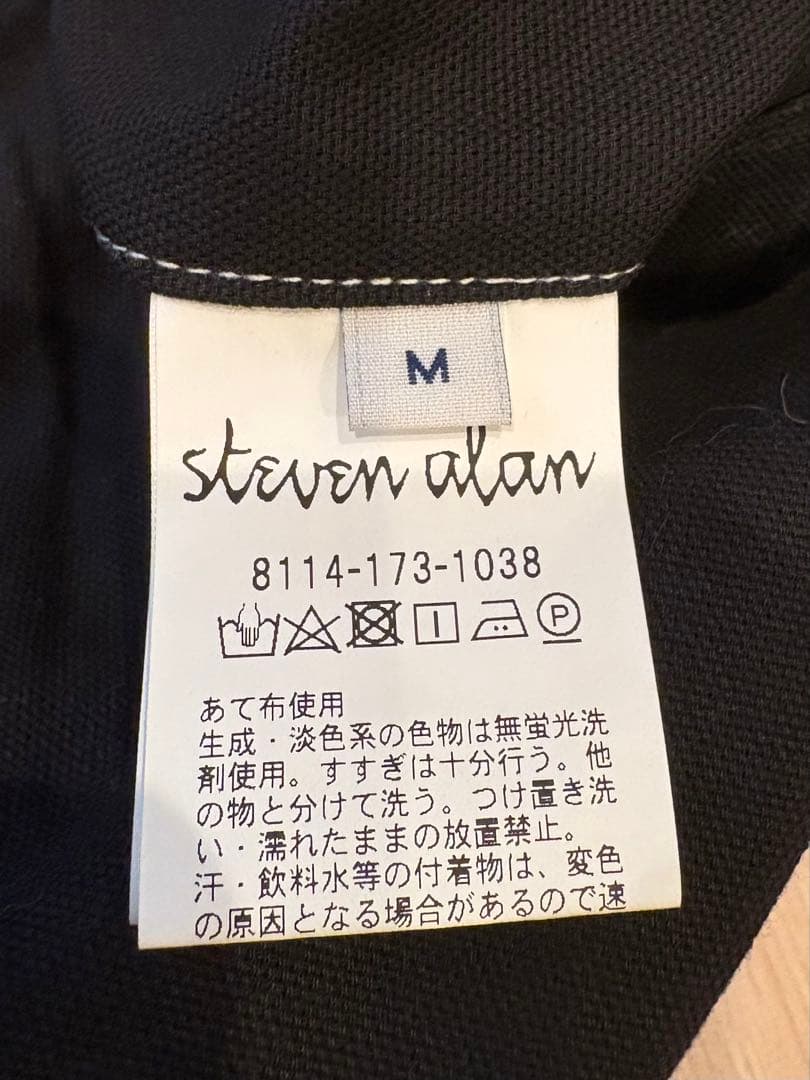 M
steven alan
8114-173-1038
P
あて布使用
生成・淡色系の色物は無蛍光洗
剤使用。すすぎは十分行う。他
の物と分けて洗う。つけ置き洗
い・濡れたままの放置禁止。
汗・飲料水等の付着物は、変色
の原因となる場合があるので速